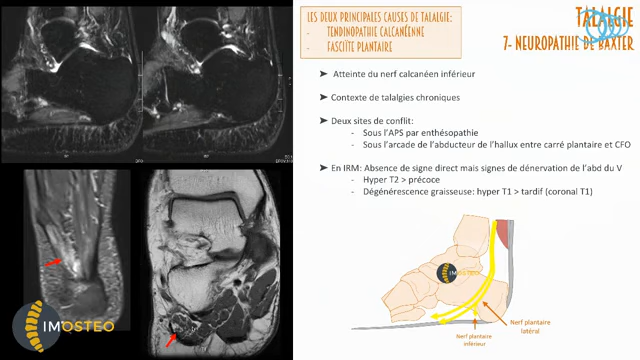 LES DEUX PRINCIPALES CAUSES DE TALALGIE:
- TENDINOPATHIE CALCANÉENNE
- FASCIÏTE PLANTAIRE
TALALGIE
7- NEUROPATHIE DE BAXTER
➤ Atteinte du nerf calcanéen inférieur
➤ Contexte de talalgies chroniques
➤ Deux sites de conflit:
- Sous l'APS par enthésopathie
- Sous l'arcade de l'abducteur de l'hallux entre carré plantaire et CFO
➤ En IRM: Absence de signe direct mais signes de dénervation de l'abd du V
- Hyper T2 > précoce
- Dégénérescence graisseuse: hyper T1 > tardif (coronal T1)
IMOSTEO
Nerf plantaire
latéral
Nerf plantaire
inférieur
IMOSTEO